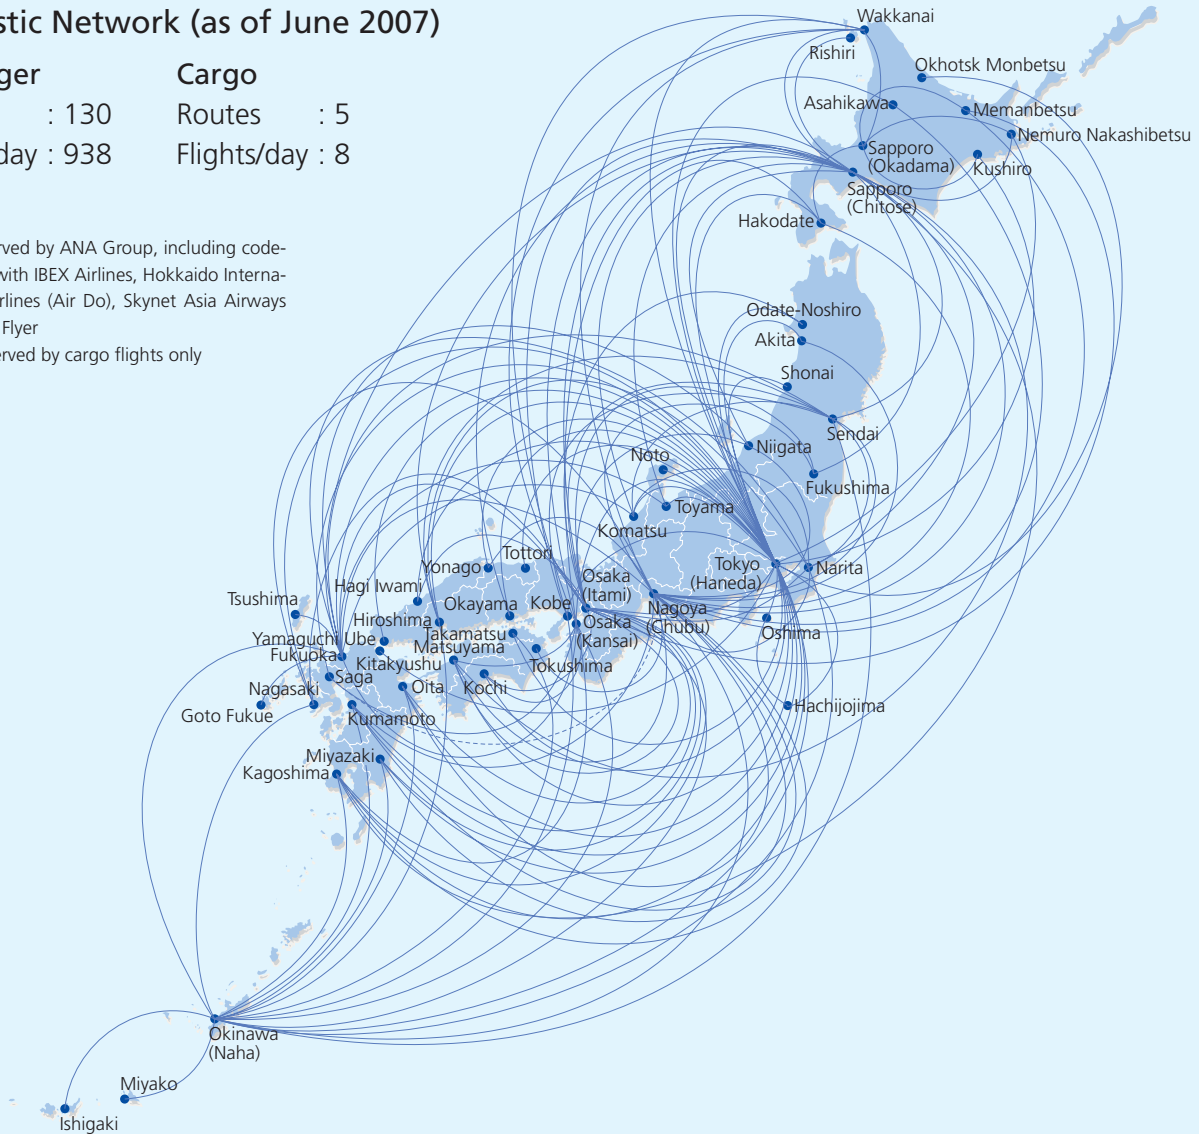 stic Network (as of June 2007)
ger
: 130
day : 938
Cargo
Routes : 5
Flights/day : 8
rved by ANA Group, including code-
with IBEX Airlines, Hokkaido Interna-
rlines (Air Do), Skynet Asia Airways
Flyer
erved by cargo flights only
Wakkanai
Rishiri
Okhotsk Monbetsu
Asahikawa
Memanbetsu
Nemuro Nakashibetsu
Sapporo
(Okadama)
Kushiro
Sapporo
(Chitose)
Hakodate
Odate-Noshiro
Akita
Shonai
Sendai
Niigata
Noto
Fukushima
Toyama
Komatsu
Tokyo
(Haneda)
Narita
Tottori
Yonago
Osaka
(Itami)
Hagi Iwami
Tsushima
Okayama
Kobe
Nagoya
(Chubu)
Hiroshima
Osaka
(Kansai)
Oshima
Takamatsu
Yamaguchi Ube
Matsuyama
Fukuoka
Kitakyushu
Tokushima
Saga
Nagasaki
Oita
Kochi
Goto Fukue
Kumamoto
Hachijojima
Miyazaki
Kagoshima
Okinawa
(Naha)
Miyako
Ishigaki